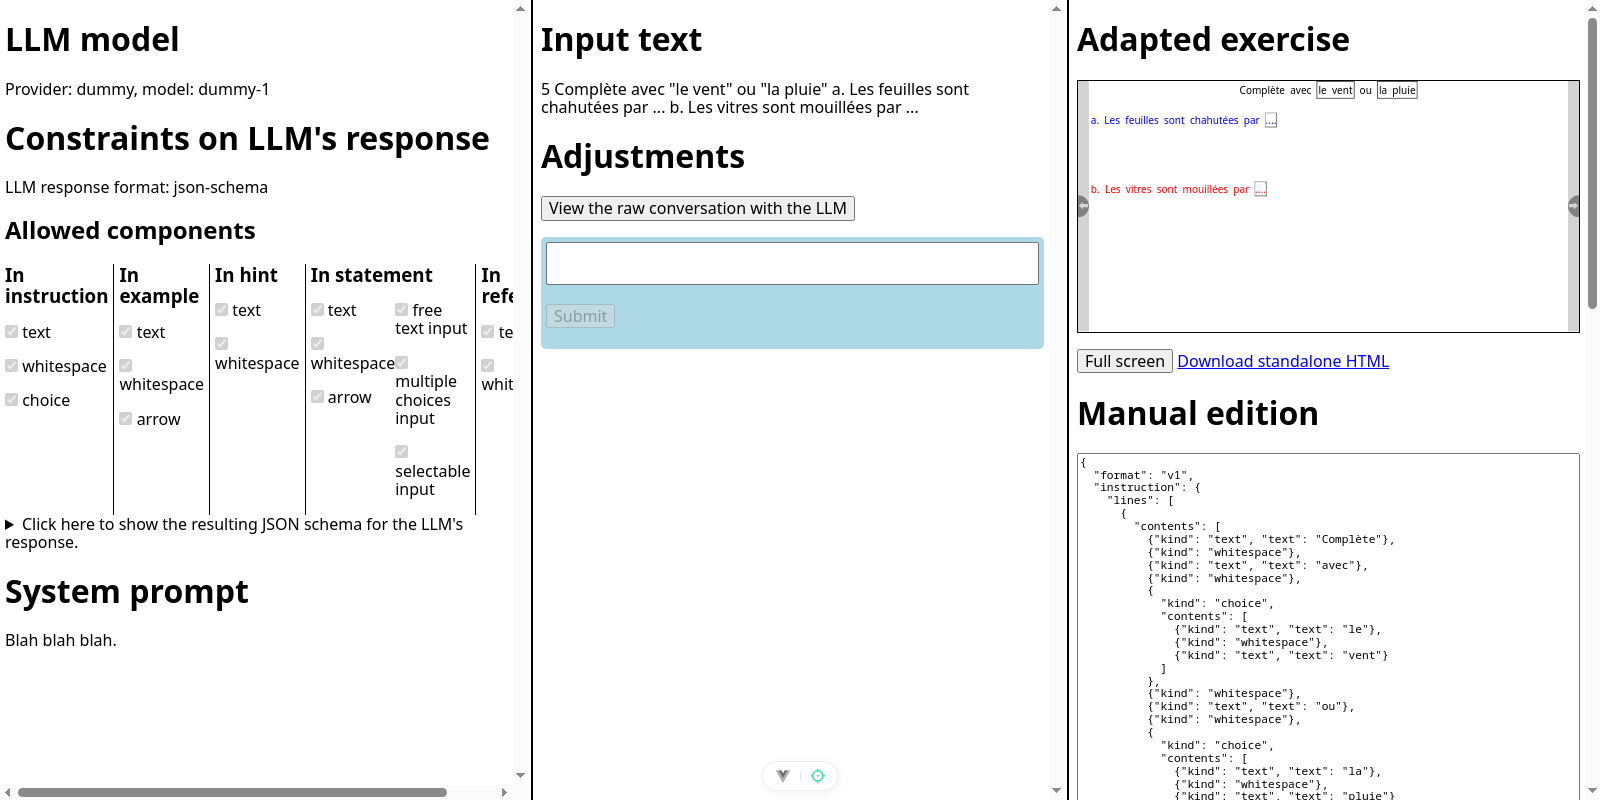 LLM model
Provider: dummy, model: dummy-1
Constraints on LLM's response
LLM response format: json-schema
Allowed components
In instruction
text
whitespace
choice
In example
text
whitespace
arrow
In hint
text
whitespace
In statement
text
whitespace
arrow
free text input
multiple choices input
selectable input
In
Click here to show the resulting JSON schema for the LLM's
response.
System prompt
Blah blah blah.
Input text
5 Complète avec "le vent" ou "la pluie" a. Les feuilles sont
chahutées par ... b. Les vitres sont mouillées par ...
Adjustments
View the raw conversation with the LLM
Submit
Adapted exercise
Complète avec le vent ou la pluie
a. Les feuilles sont chahutées par ....
b. Les vitres sont mouillées par ....
Full screen Download standalone HTML
Manual edition
{
"format": "v1",
"instruction": {
"lines": [
{
"contents": [
{"kind": "text", "text": "Complète"},
{"kind": "whitespace"},
{"kind": "text", "text": "avec"},
{"kind": "whitespace"},
{
"kind": "choice",
"contents": [
{"kind": "text", "text": "le"},
{"kind": "whitespace"},
{"kind": "text", "text": "vent"}
]
},
{"kind": "whitespace"},
{"kind": "text", "text": "ou"},
{"kind": "whitespace"},
{
"kind": "choice",
"contents": [
{"kind": "text", "text": "la"},
{"kind": "whitespace"},
{"kind": "text", "text": "pluie"}